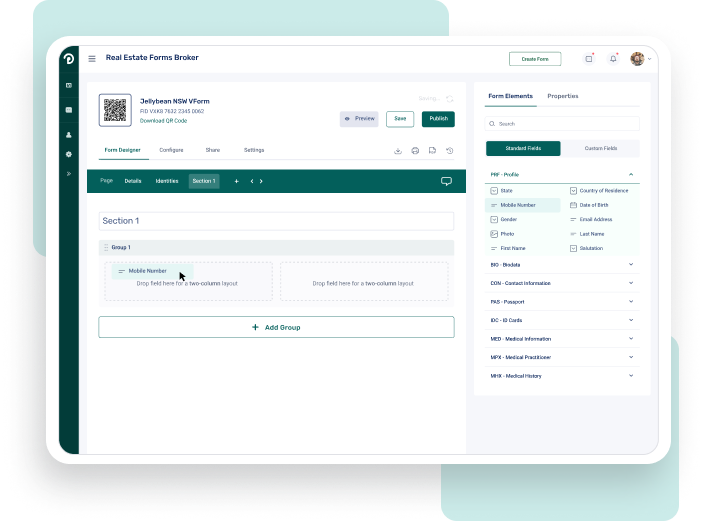 Real Estate Forms Broker
Create Form
Jellybean NSW VForm
FID VXKB 7632 2345 0062
Download QR Code
Saving...
Preview
Save
Publish
Form Designer
Configure
Share
Settings
Page
Details
Identities
Section 1
Section 1
Group 1
Mobile Number
Drop field here for a two-column layout
Drop field here for a two-column layout
Add Group
Form Elements
Properties
Search
Standard Fields
Custom Fields
PRF - Profile
State
Country of Residence
Mobile Number
Date of Birth
Gender
Email Address
Photo
Last Name
First Name
Salutation
BIO - Biodata
CON - Contact Information
PAS - Passport
IDC - ID Cards
MED - Medical Information
MPX - Medical Practitioner
MHX - Medical History